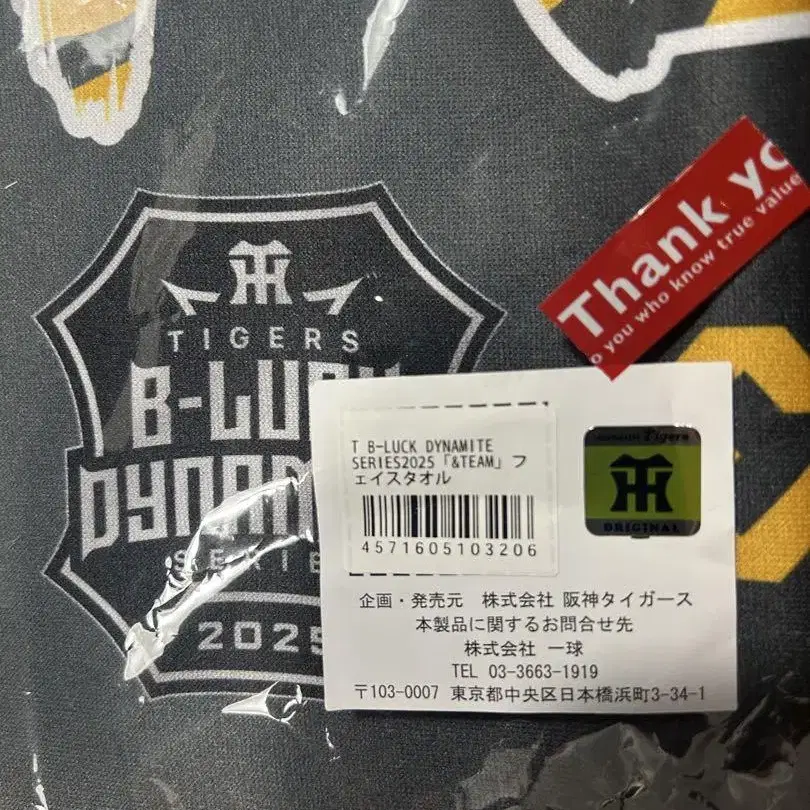 TIGERS
B-LUCK
DYNAM
SERIE
2025
Thank yo
o you who know true value
T B-LUCK DYNAMITE
SERIES2025「&TEAM」フ
ェイスタオル
4571605103206
Tigers
ORIGINAL
企画・発売元 株式会社 阪神タイガース
本製品に関するお問合せ先
株式会社 一球
TEL 03-3663-1919
〒103-0007 東京都中央区日本橋浜町3-34-1